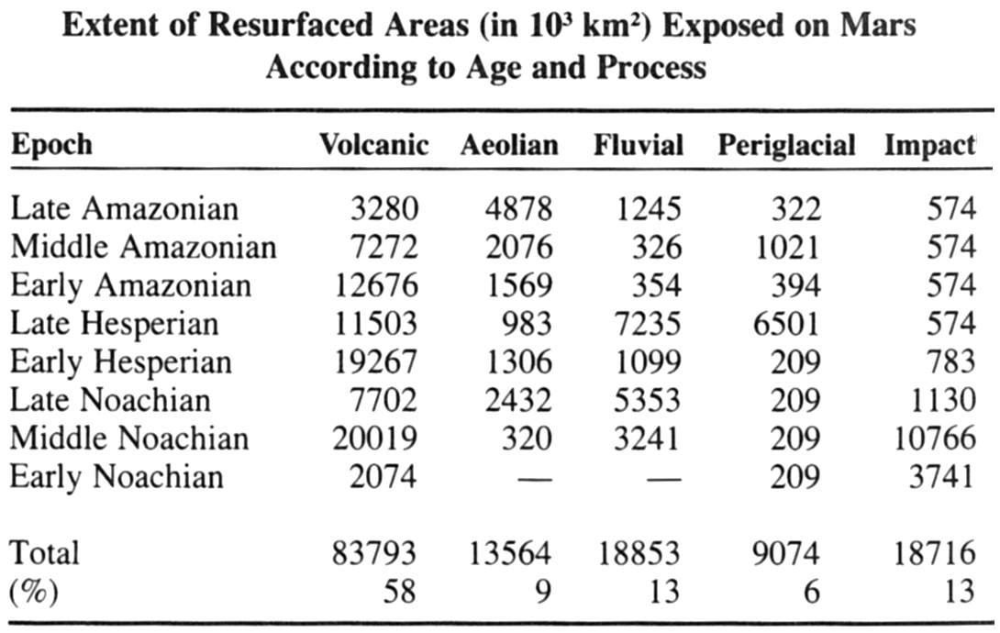 Extent of Resurfaced Areas (in 10³ km²) Exposed on Mars
According to Age and Process
Epoch Volcanic Aeolian Fluvial Periglacial Impact
Late Amazonian 3280 4878 1245 322 574
Middle Amazonian 7272 2076 326 1021 574
Early Amazonian 12676 1569 354 394 574
Late Hesperian 11503 983 7235 6501 574
Early Hesperian 19267 1306 1099 209 783
Late Noachian 7702 2432 5353 209 1130
Middle Noachian 20019 320 3241 209 10766
Early Noachian 2074 — — 209 3741
Total 83793 13564 18853 9074 18716
(%) 58 9 13 6 13